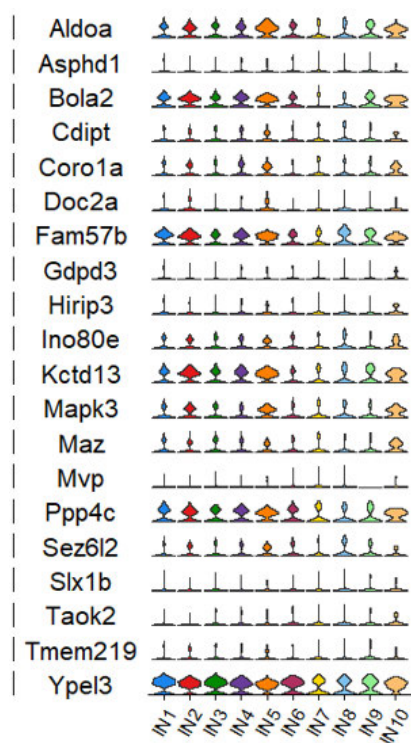 Aldoa
Asphd1
Bola2
Cdipt
Coro1a
Doc2a
Fam57b
Gdpd3
Hirip3
Ino80e
Kctd13
Mapk3
Maz
Mvp
Ppp4c
Sez6l2
Slx1b
Taok2
Tmem219
Ypel3
IN1 IN2 IN3 IN4 IN5 IN6 IN7 IN8 IN9 IN10